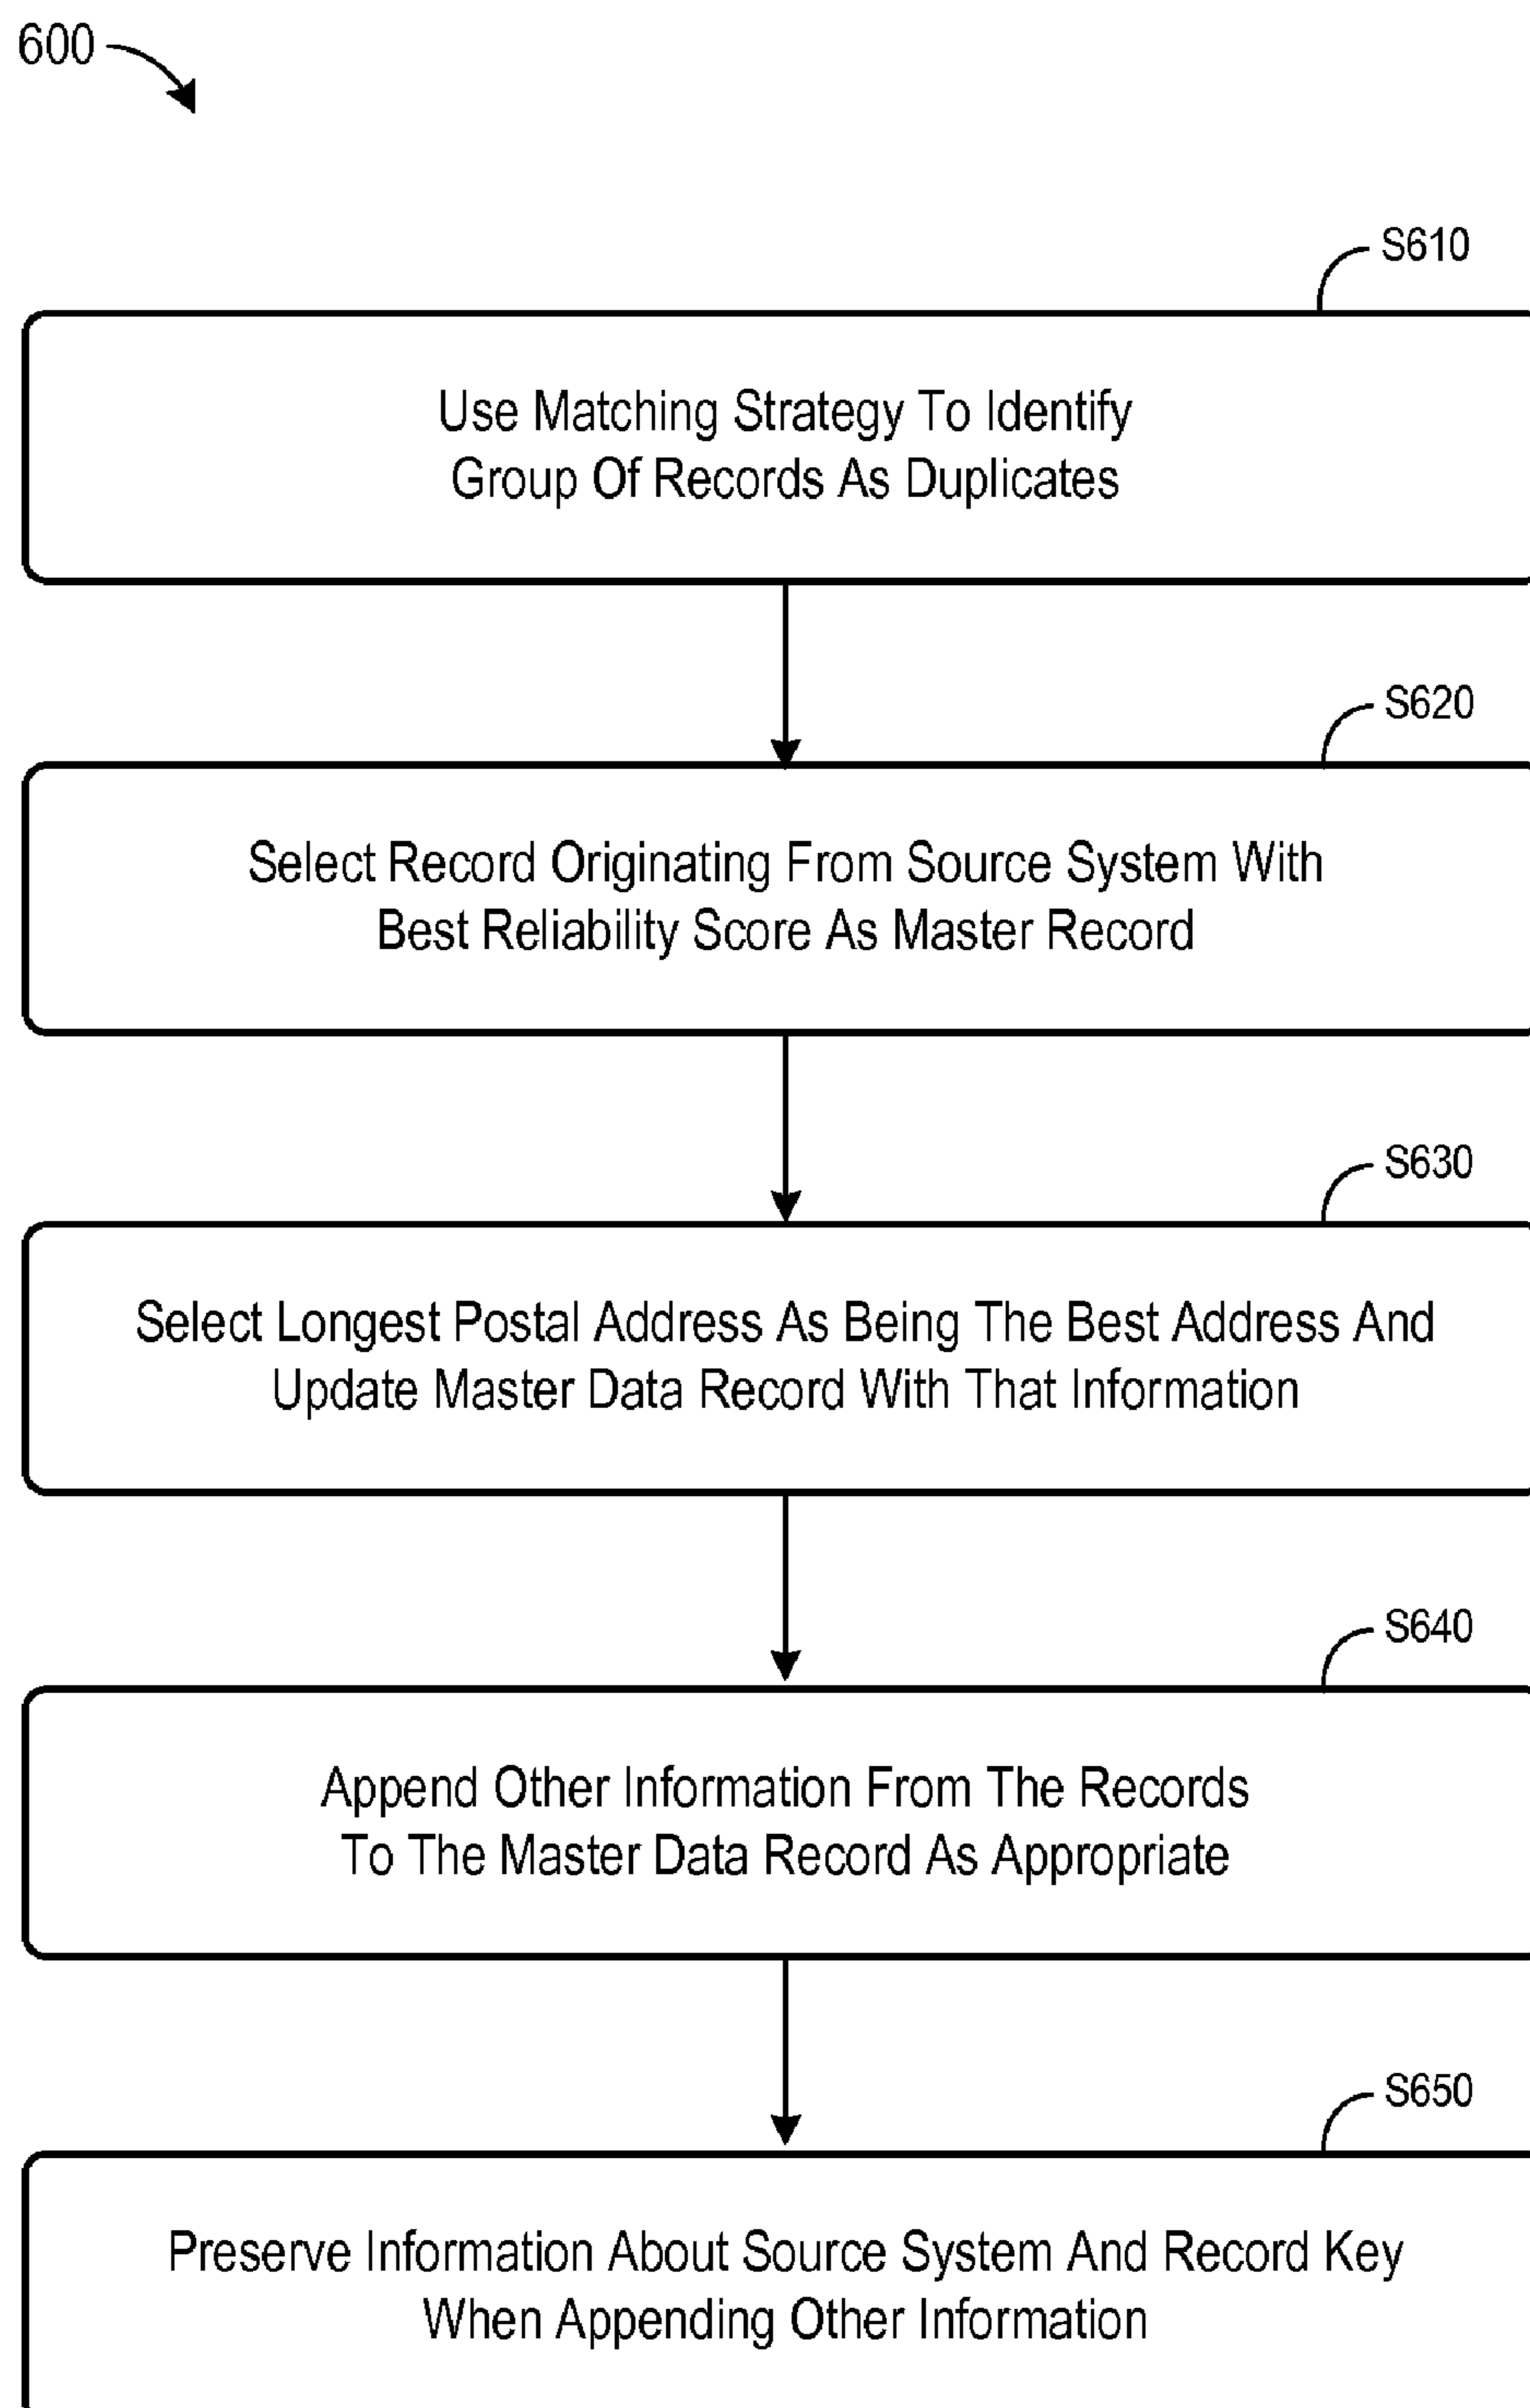 600
S610
Use Matching Strategy To Identify
Group Of Records As Duplicates
S620
Select Record Originating From Source System With
Best Reliability Score As Master Record
S630
Select Longest Postal Address As Being The Best Address And
Update Master Data Record With That Information
S640
Append Other Information From The Records
To The Master Data Record As Appropriate
S650
Preserve Information About Source System And Record Key
When Appending Other Information